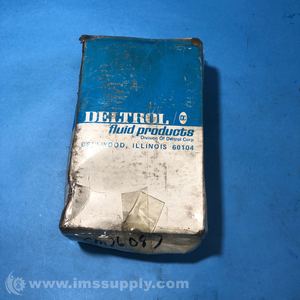 DELTROL
fluid products
Division Of Deltrol Corp.
BELLWOOD, ILLINOIS 60104
© www.imssupply.com